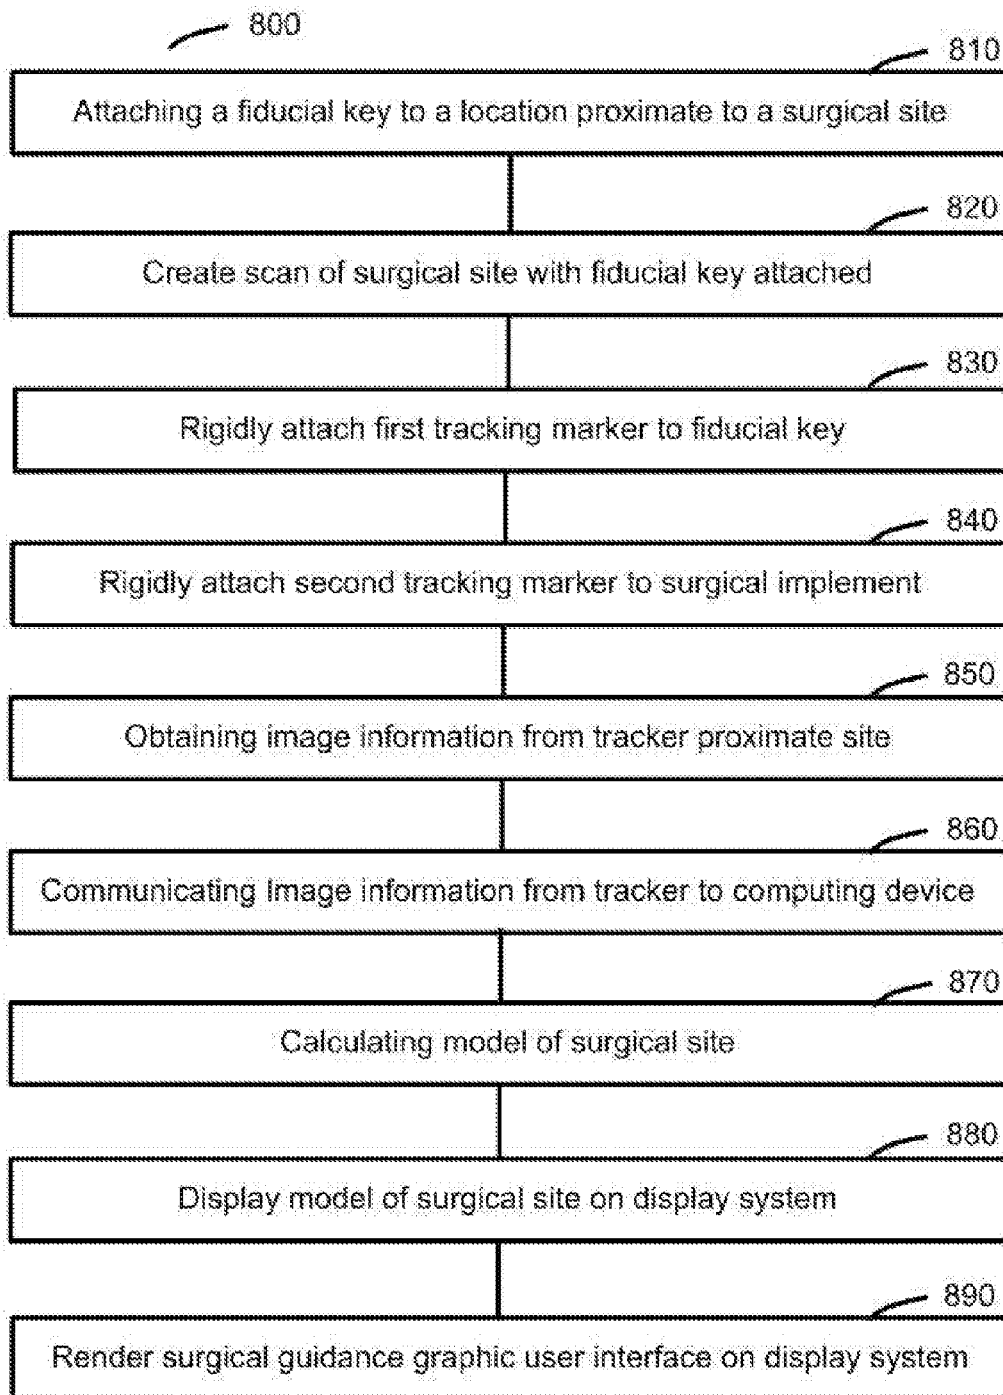 800
810
Attaching a fiducial key to a location proximate to a surgical site
820
Create scan of surgical site with fiducial key attached
830
Rigidly attach first tracking marker to fiducial key
840
Rigidly attach second tracking marker to surgical implement
850
Obtaining image information from tracker proximate site
860
Communicating Image information from tracker to computing device
870
Calculating model of surgical site
880
Display model of surgical site on display system
890
Render surgical guidance graphic user interface on display system